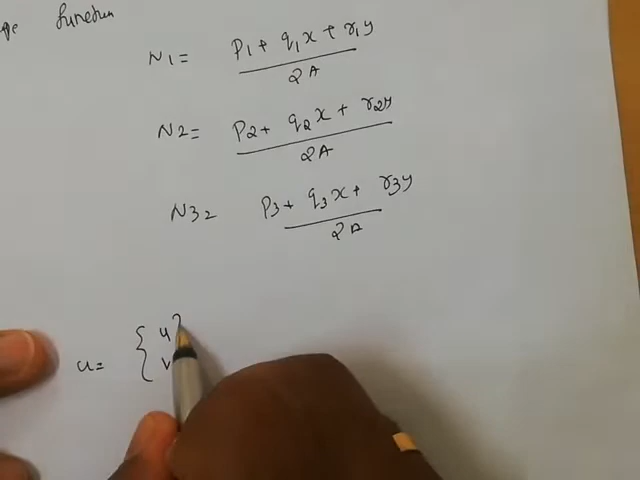 function
N1= P1+ q1x + r1y / 2A
N2= P2+ q2x + r2y / 2A
N3= P3+ q3x + r3y / 2A
u= { u
v